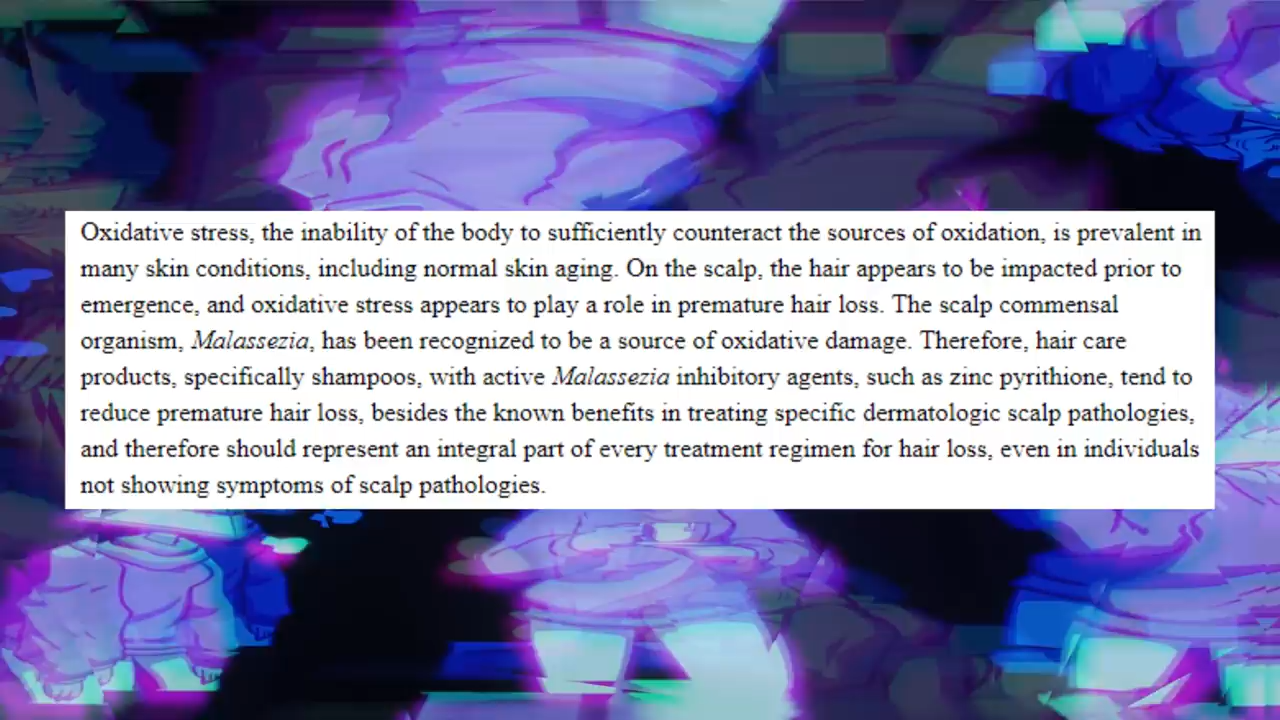 Oxidative stress, the inability of the body to sufficiently counteract the sources of oxidation, is prevalent in
many skin conditions, including normal skin aging. On the scalp, the hair appears to be impacted prior to
emergence, and oxidative stress appears to play a role in premature hair loss. The scalp commensal
organism, Malassezia, has been recognized to be a source of oxidative damage. Therefore, hair care
products, specifically shampoos, with active Malassezia inhibitory agents, such as zinc pyrithione, tend to
reduce premature hair loss, besides the known benefits in treating specific dermatologic scalp pathologies,
and therefore should represent an integral part of every treatment regimen for hair loss, even in individuals
not showing symptoms of scalp pathologies.